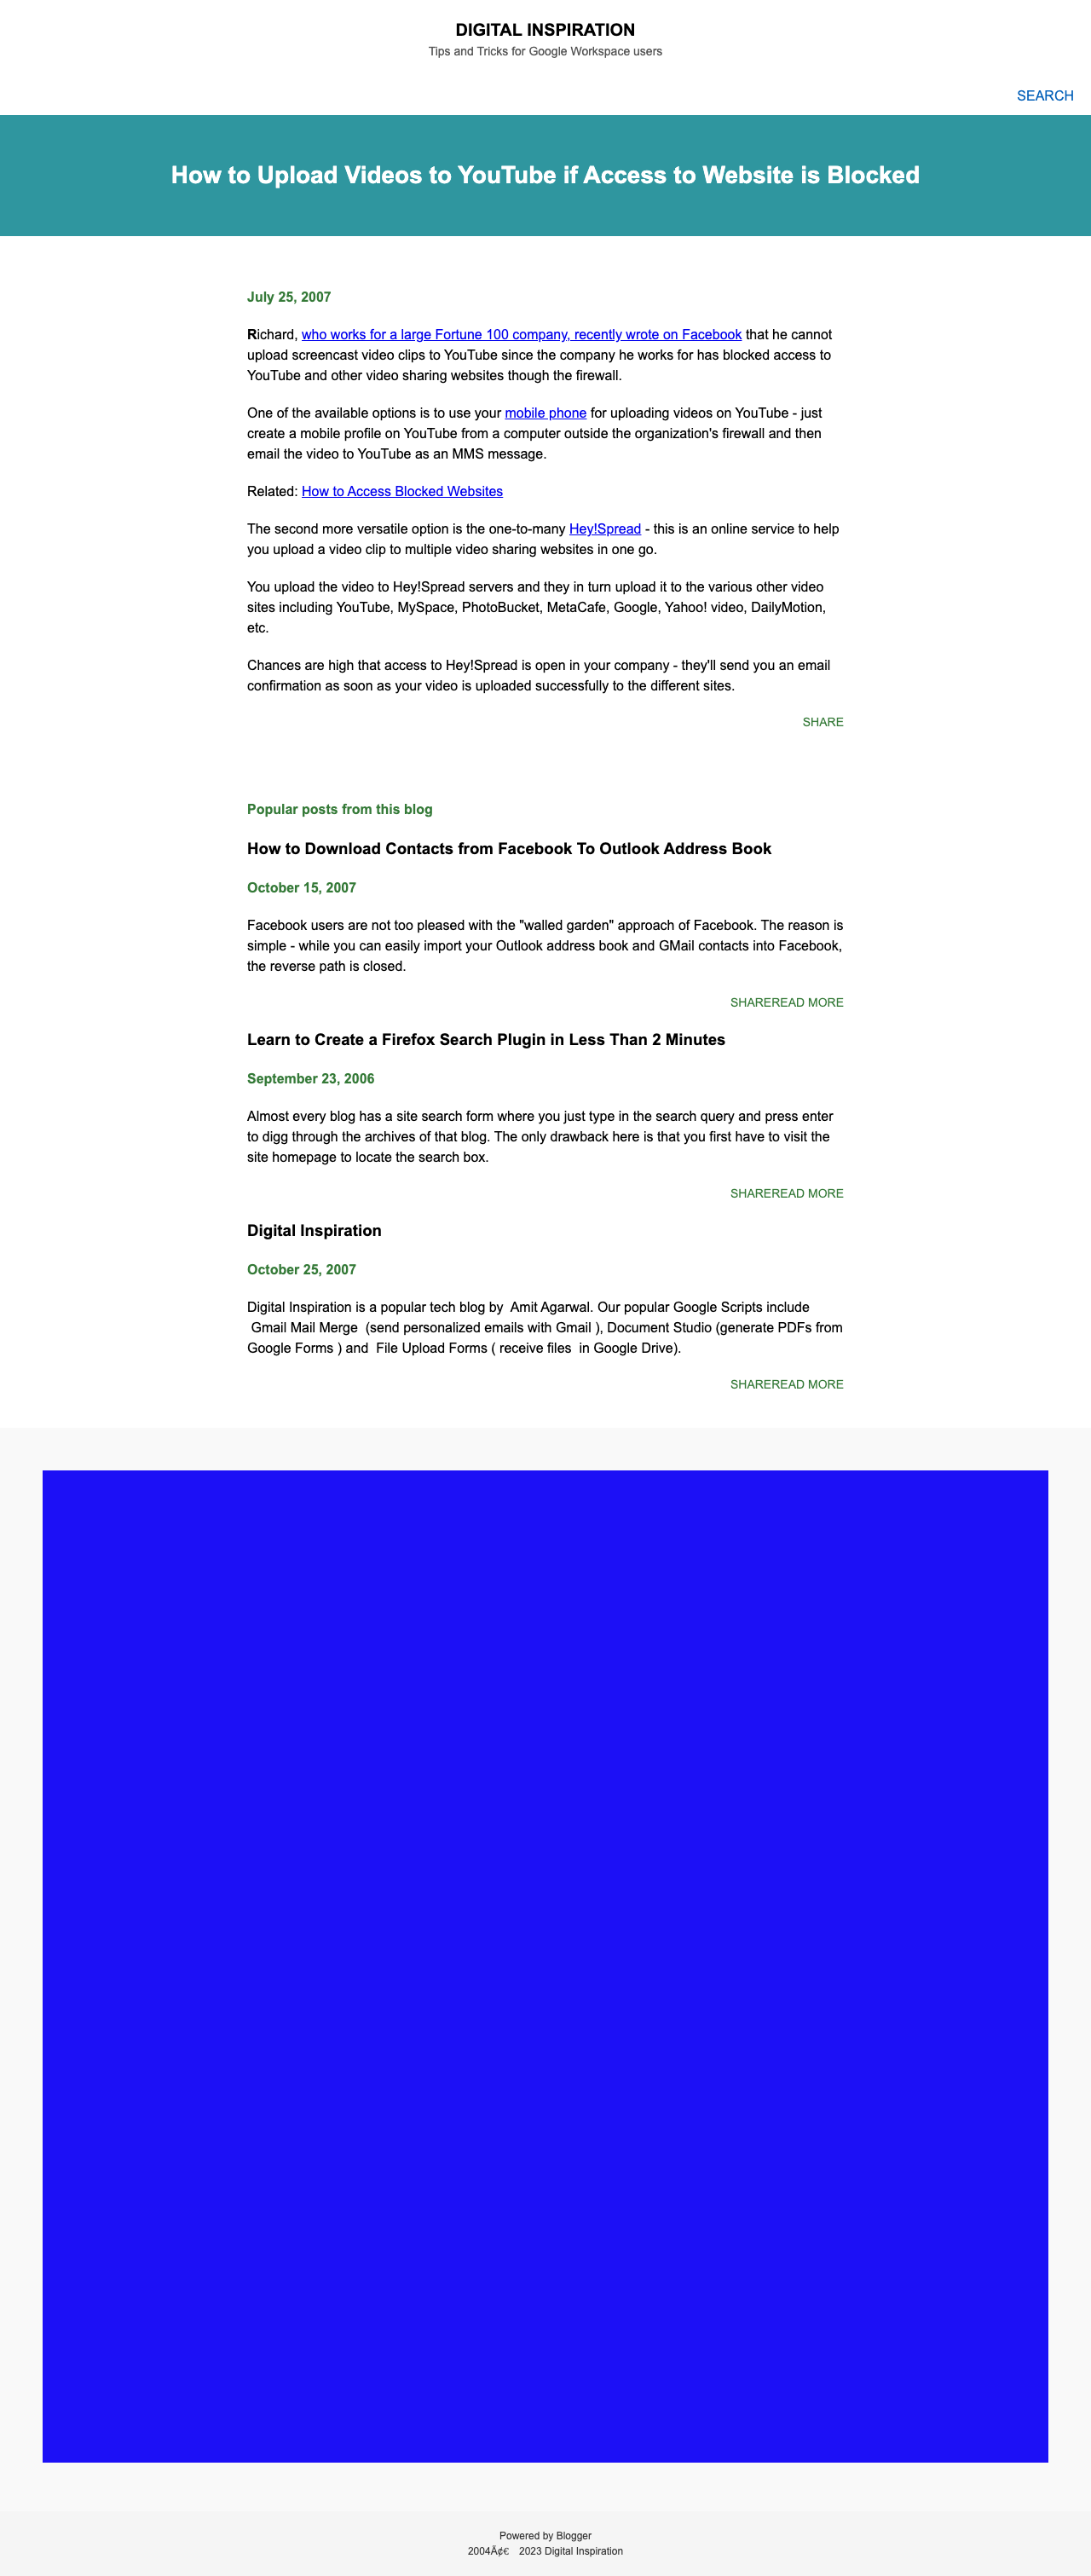 DIGITAL INSPIRATION
Tips and Tricks for Google Workspace users
SEARCH
How to Upload Videos to YouTube if Access to Website is Blocked
July 25, 2007
Richard, who works for a large Fortune 100 company, recently wrote on Facebook that he cannot
upload screencast video clips to YouTube since the company he works for has blocked access to
YouTube and other video sharing websites though the firewall.
One of the available options is to use your mobile phone for uploading videos on YouTube - just
create a mobile profile on YouTube from a computer outside the organization's firewall and then
email the video to YouTube as an MMS message.
Related: How to Access Blocked Websites
The second more versatile option is the one-to-many Hey!Spread - this is an online service to help
you upload a video clip to multiple video sharing websites in one go.
You upload the video to Hey!Spread servers and they in turn upload it to the various other video
sites including YouTube, MySpace, PhotoBucket, MetaCafe, Google, Yahoo! video, DailyMotion,
etc.
Chances are high that access to Hey!Spread is open in your company - they'll send you an email
confirmation as soon as your video is uploaded successfully to the different sites.
SHARE
Popular posts from this blog
How to Download Contacts from Facebook To Outlook Address Book
October 15, 2007
Facebook users are not too pleased with the "walled garden" approach of Facebook. The reason is
simple - while you can easily import your Outlook address book and GMail contacts into Facebook,
the reverse path is closed.
SHAREREAD MORE
Learn to Create a Firefox Search Plugin in Less Than 2 Minutes
September 23, 2006
Almost every blog has a site search form where you just type in the search query and press enter
to digg through the archives of that blog. The only drawback here is that you first have to visit the
site homepage to locate the search box.
SHAREREAD MORE
Digital Inspiration
October 25, 2007
Digital Inspiration is a popular tech blog by  Amit Agarwal. Our popular Google Scripts include
Gmail Mail Merge  (send personalized emails with Gmail ), Document Studio (generate PDFs from
Google Forms ) and  File Upload Forms ( receive files  in Google Drive).
SHAREREAD MORE
Powered by Blogger
2004Ã¢€ 2023 Digital Inspiration